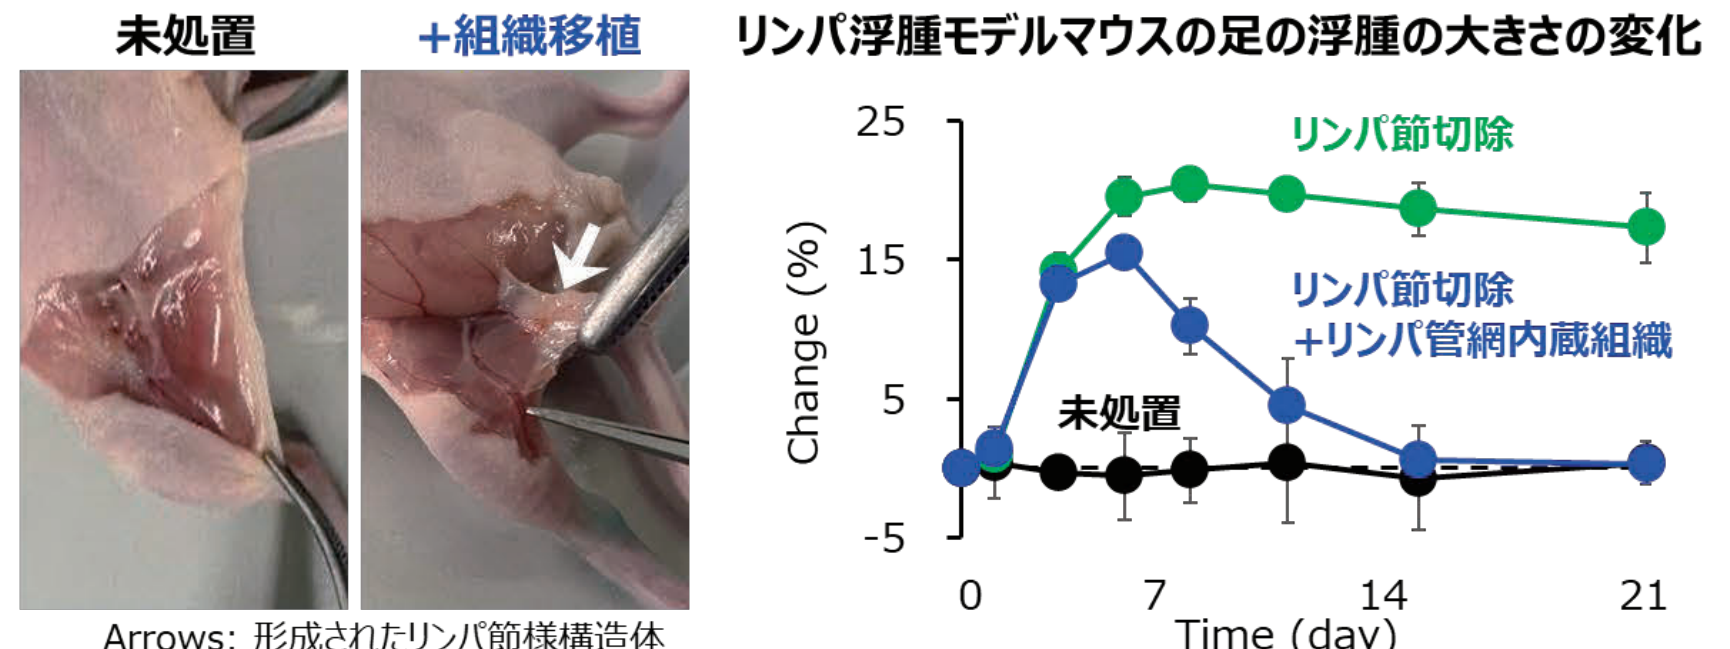 未処置
+組織移植
Arrows: 形成されたリンパ節様構造体
リンパ浮腫モデルマウスの足の浮腫の大きさの変化
Change (%)
25
15
5
-5
リンパ節切除
リンパ節切除
+リンパ管網内蔵組織
未処置
0 7 14 21
Time (day)